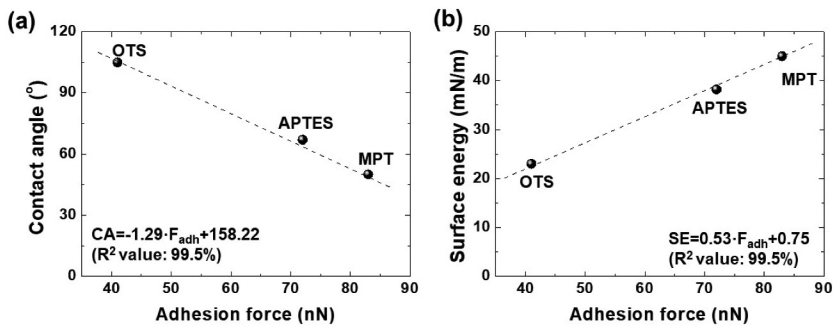 (a)
120
90
60
30
0
Contact angle (°)
OTS
APTES
MPT
CA=-1.29·F_adh+158.22
(R² value: 99.5%)
40 50 60 70 80 90
Adhesion force (nN)
(b)
50
40
30
20
10
0
Surface energy (mN/m)
MPT
APTES
OTS
SE=0.53·F_adh+0.75
(R² value: 99.5%)
40 50 60 70 80 90
Adhesion force (nN)